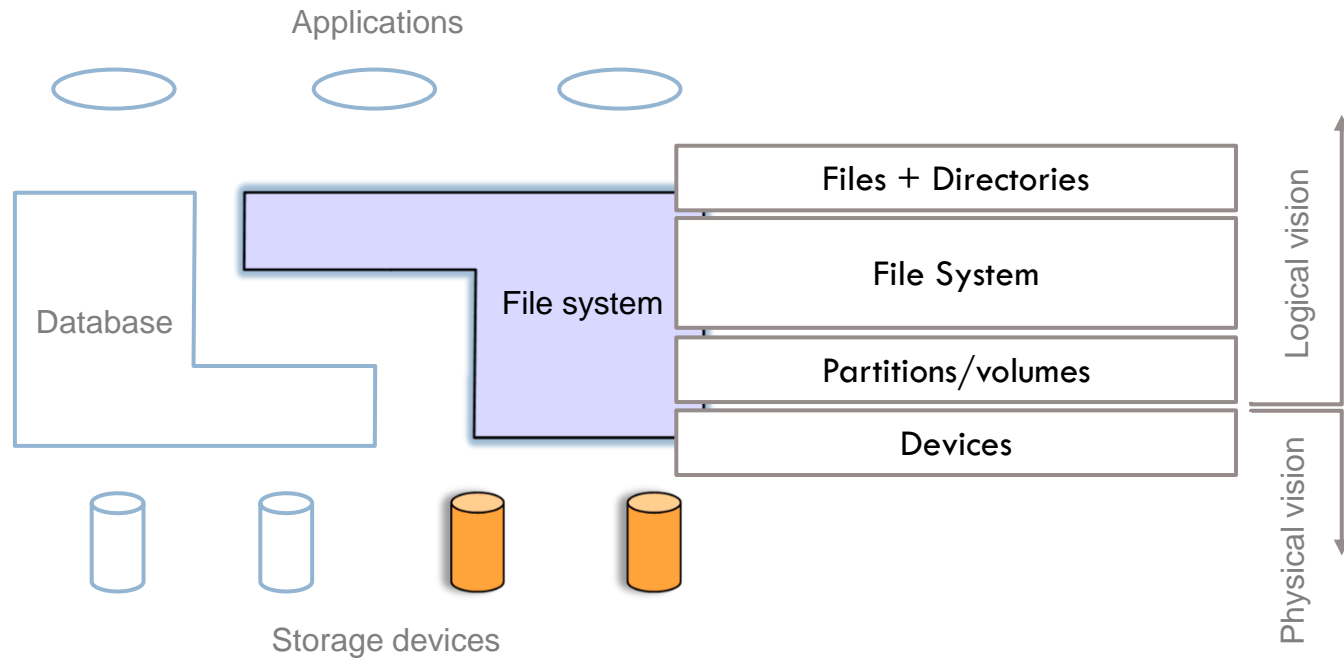 Applications
Files + Directories
File System
Logical vision
Database
File system
Partitions/volumes
Devices
Physical vision
Storage devices